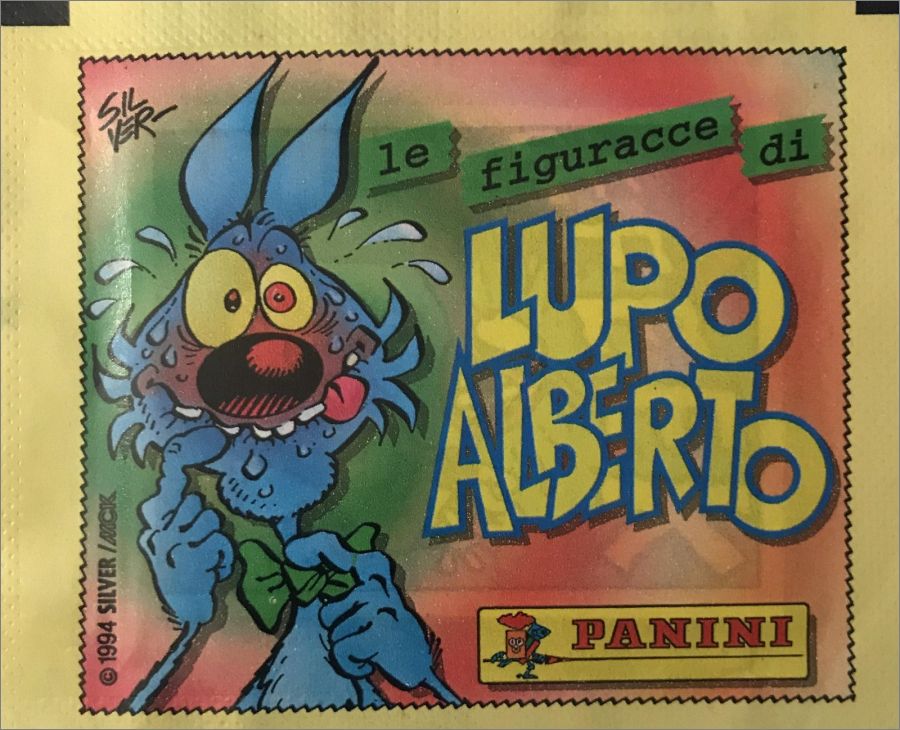 SILVER
le figuracce di
LUPO
ALBERTO
© 1994 SILVER / MCK
PANINI